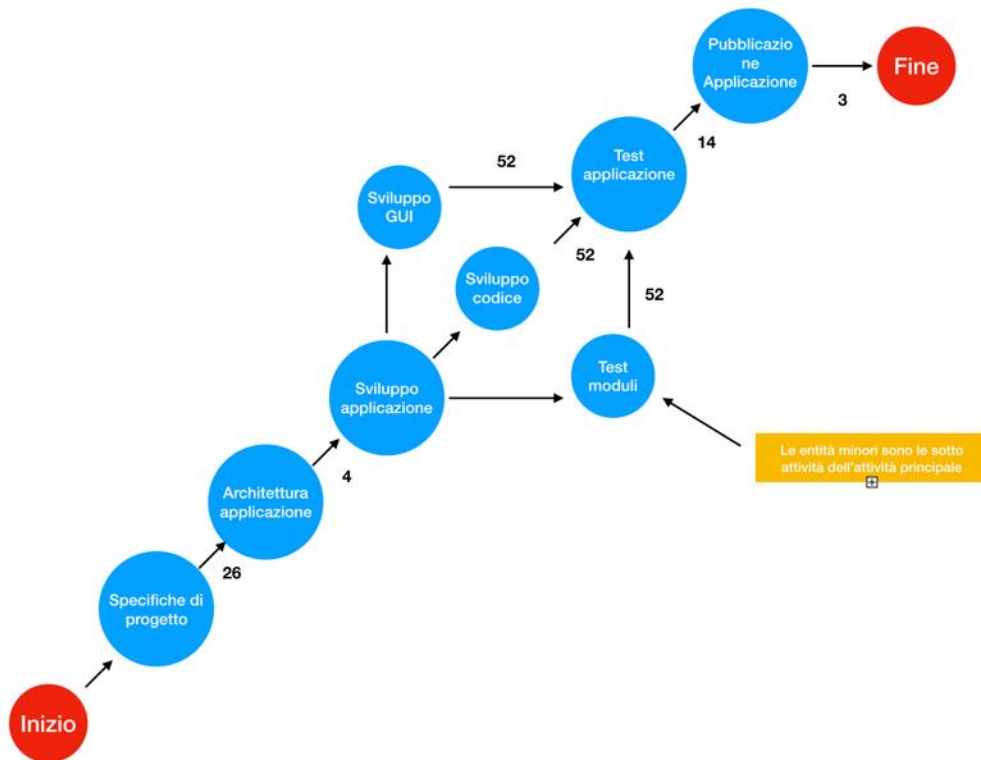 Pubblicazio
ne
Applicazione
Fine
3
14
Test
applicazione
52
Sviluppo
GUI
52
Sviluppo
codice
52
Test
moduli
Sviluppo
applicazione
Le entità minori sono le sotto
attività dell'attività principale
4
Architettura
applicazione
26
Specifiche di
progetto
Inizio